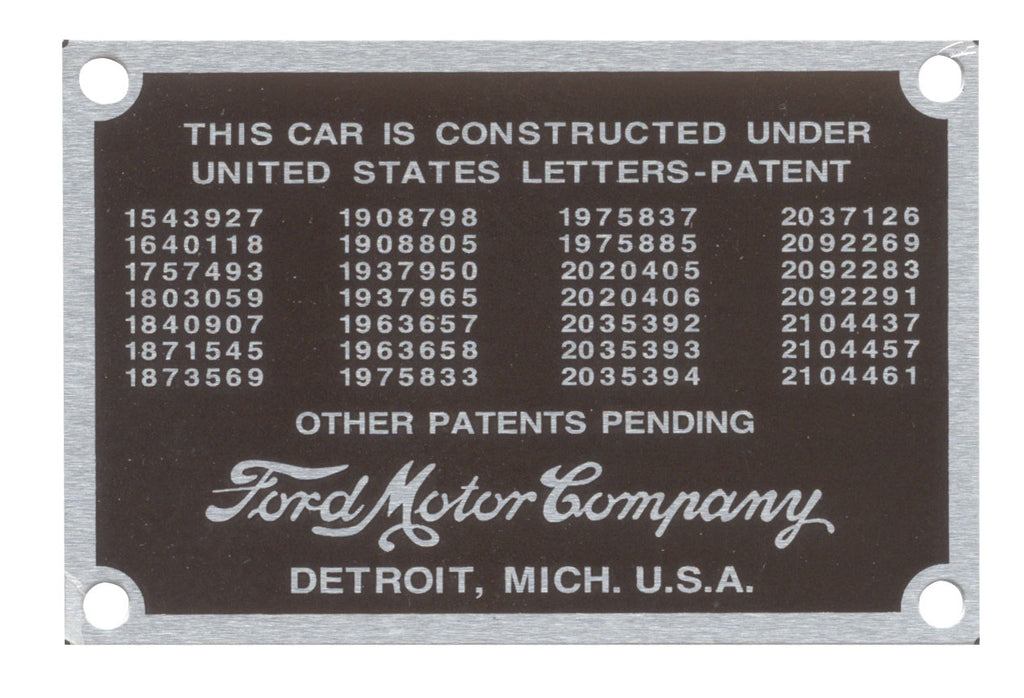 THIS CAR IS CONSTRUCTED UNDER
UNITED STATES LETTERS-PATENT
1543927 1908798 1975837 2037126
1640118 1908805 1975885 2092269
1757493 1937950 2020405 2092283
1803059 1937965 2020406 2092291
1840907 1963657 2035392 2104437
1871545 1963658 2035393 2104457
1873569 1975833 2035394 2104461
OTHER PATENTS PENDING
Ford Motor Company
DETROIT, MICH. U.S.A.